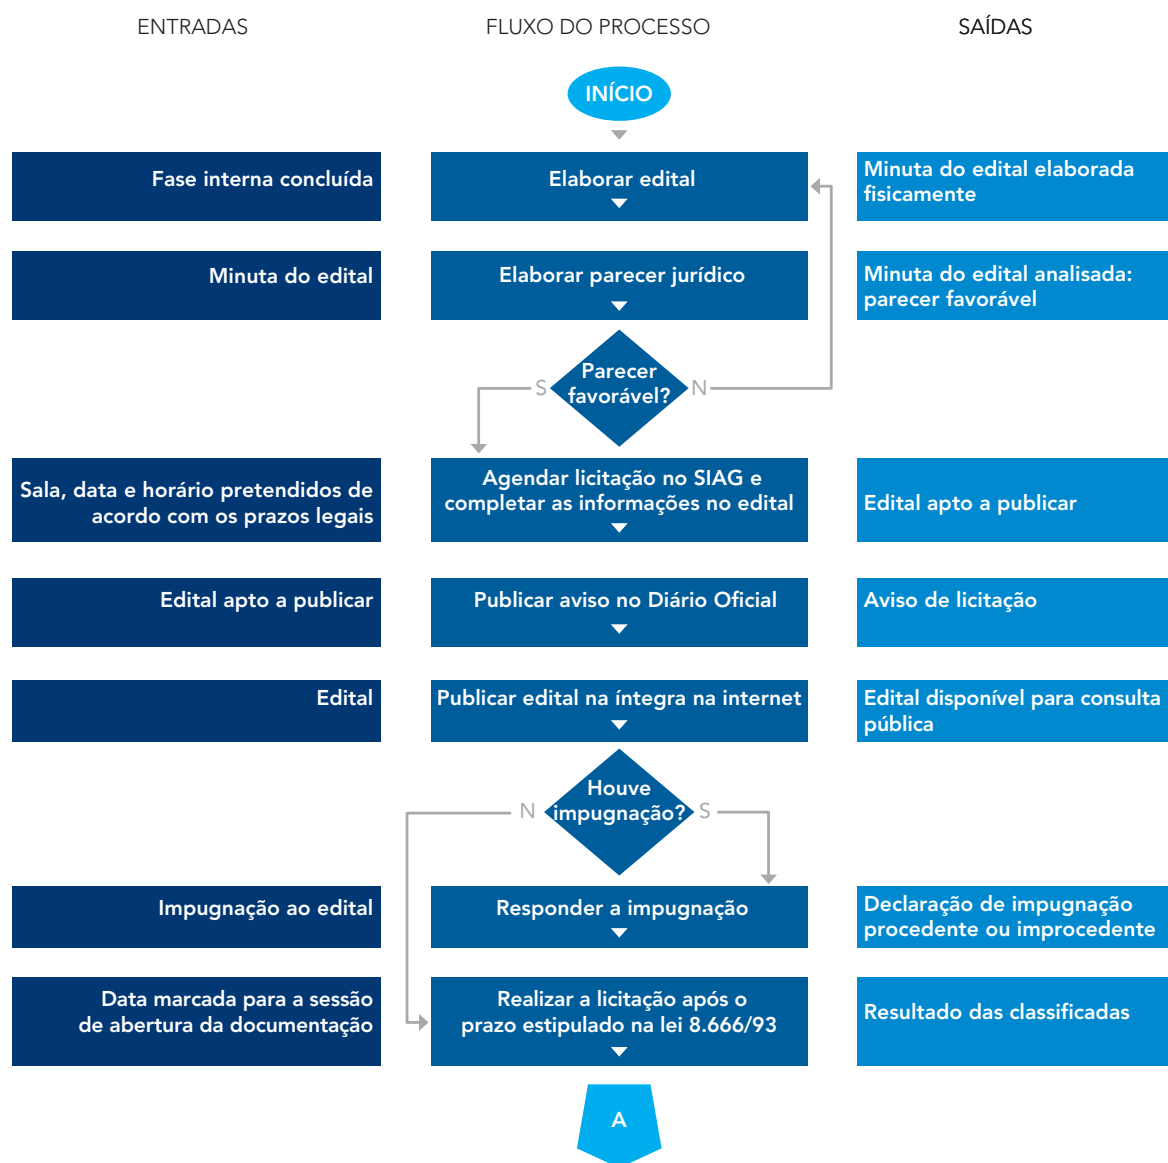 ENTRADAS
FLUXO DO PROCESSO
SAÍDAS
INÍCIO
Fase interna concluída
Elaborar edital
Minuta do edital elaborada
fisicamente
Minuta do edital
Elaborar parecer jurídico
Minuta do edital analisada:
parecer favorável
Parecer
favorável?
S
N
Sala, data e horário pretendidos de
acordo com os prazos legais
Agendar licitação no SIAG e
completar as informações no edital
Edital apto a publicar
Edital apto a publicar
Publicar aviso no Diário Oficial
Aviso de licitação
Edital
Publicar edital na íntegra na internet
Edital disponível para consulta
pública
Houve
impugnação?
N
S
Impugnação ao edital
Responder a impugnação
Declaração de impugnação
procedente ou improcedente
Data marcada para a sessão
de abertura da documentação
Realizar a licitação após o
prazo estipulado na lei 8.666/93
Resultado das classificadas
A